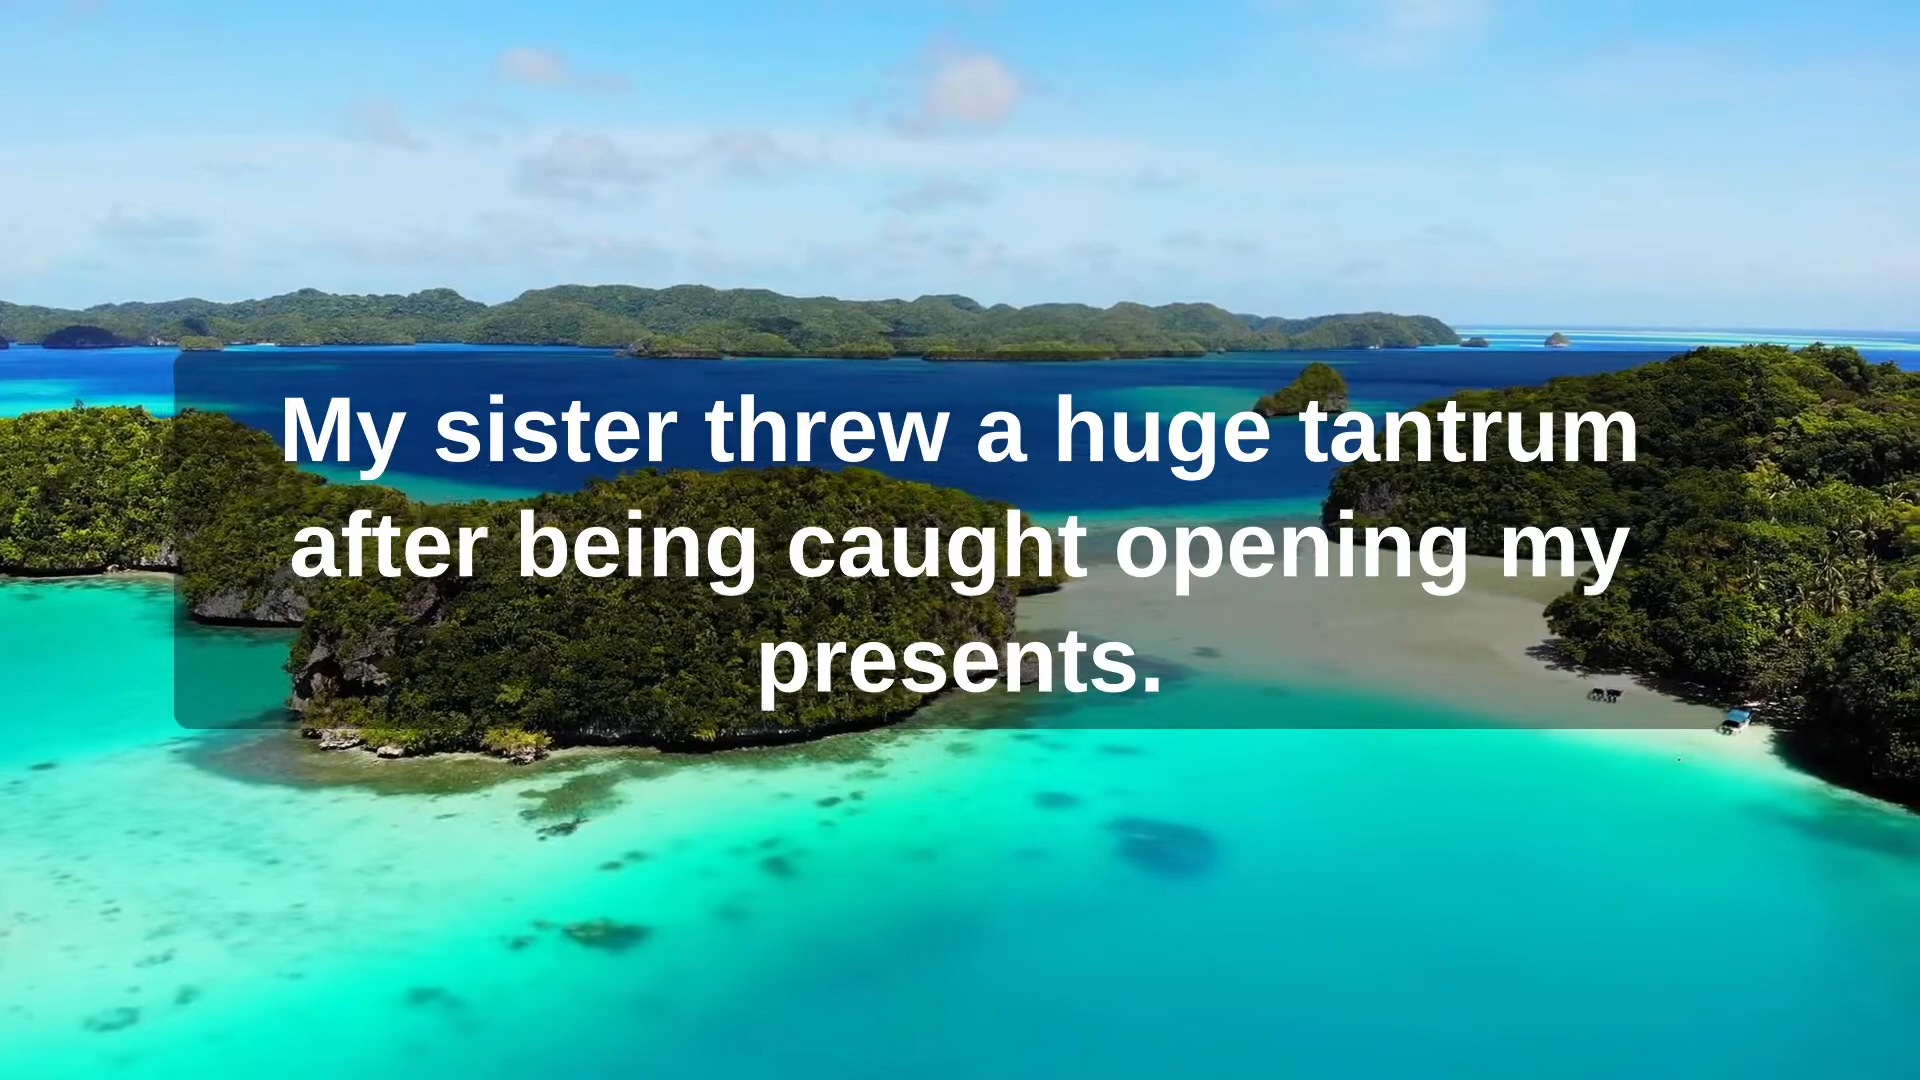 My sister threw a huge tantrum
after being caught opening my
presents.